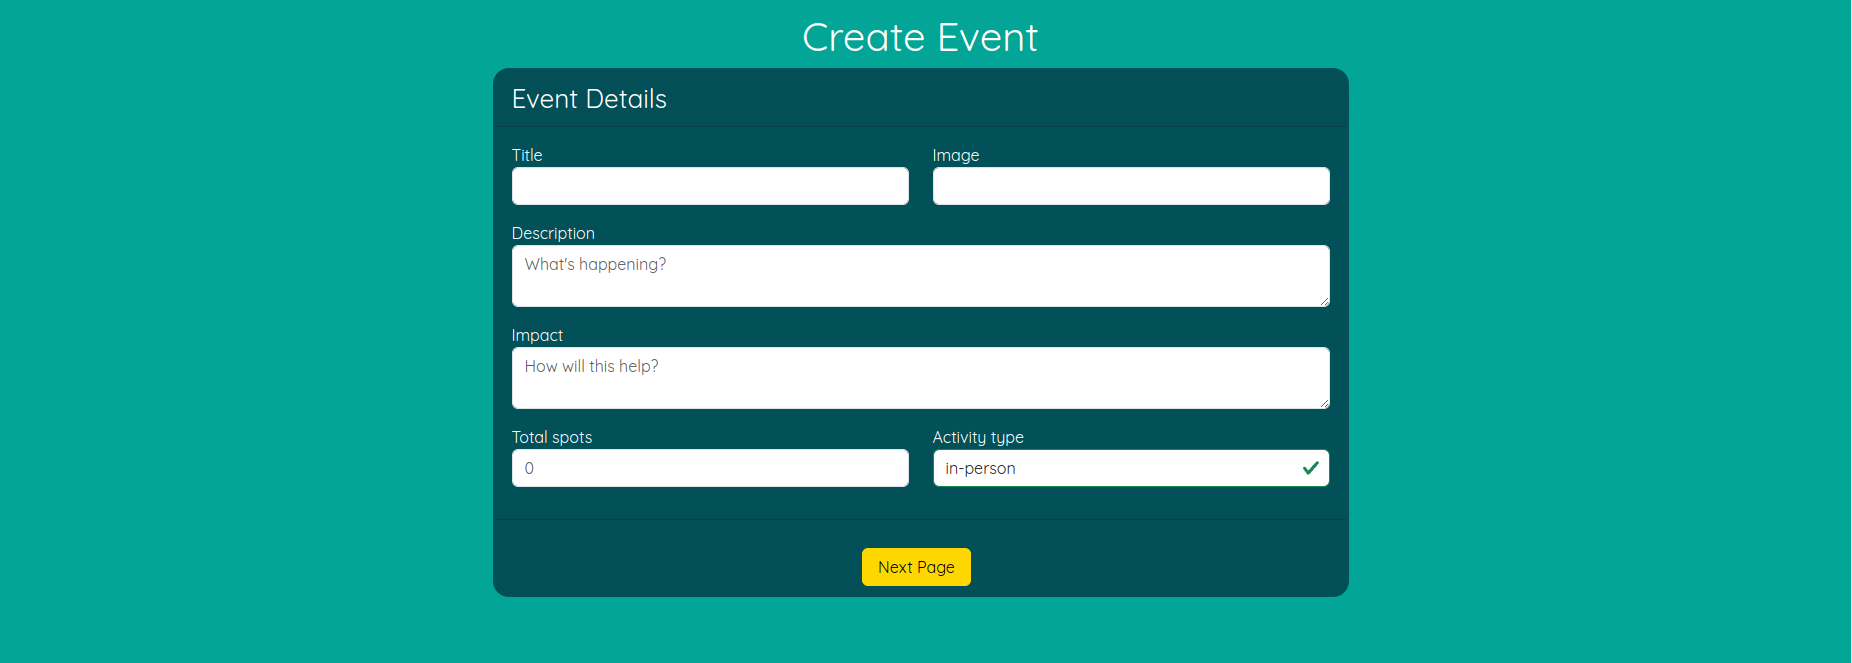 Create Event
Event Details
Title
Image
Description
What's happening?
Impact
How will this help?
Total spots
Activity type
0
in-person
Next Page